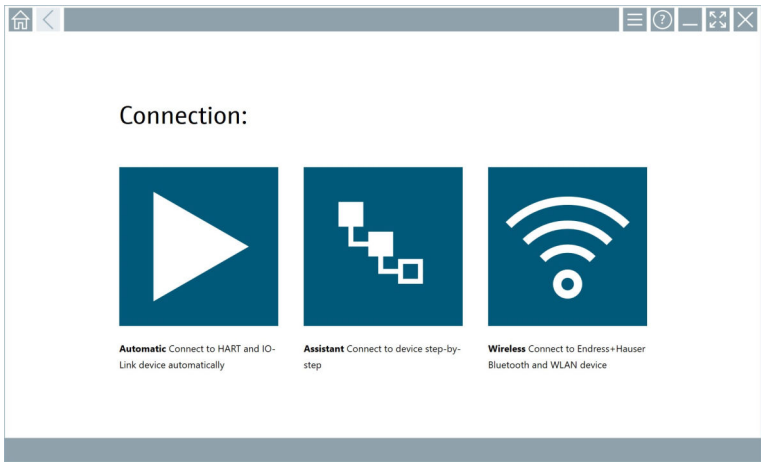 Connection:
Automatic Connect to HART and IO-
Link device automatically
Assistant Connect to device step-by-
step
Wireless Connect to Endress+Hauser
Bluetooth and WLAN device